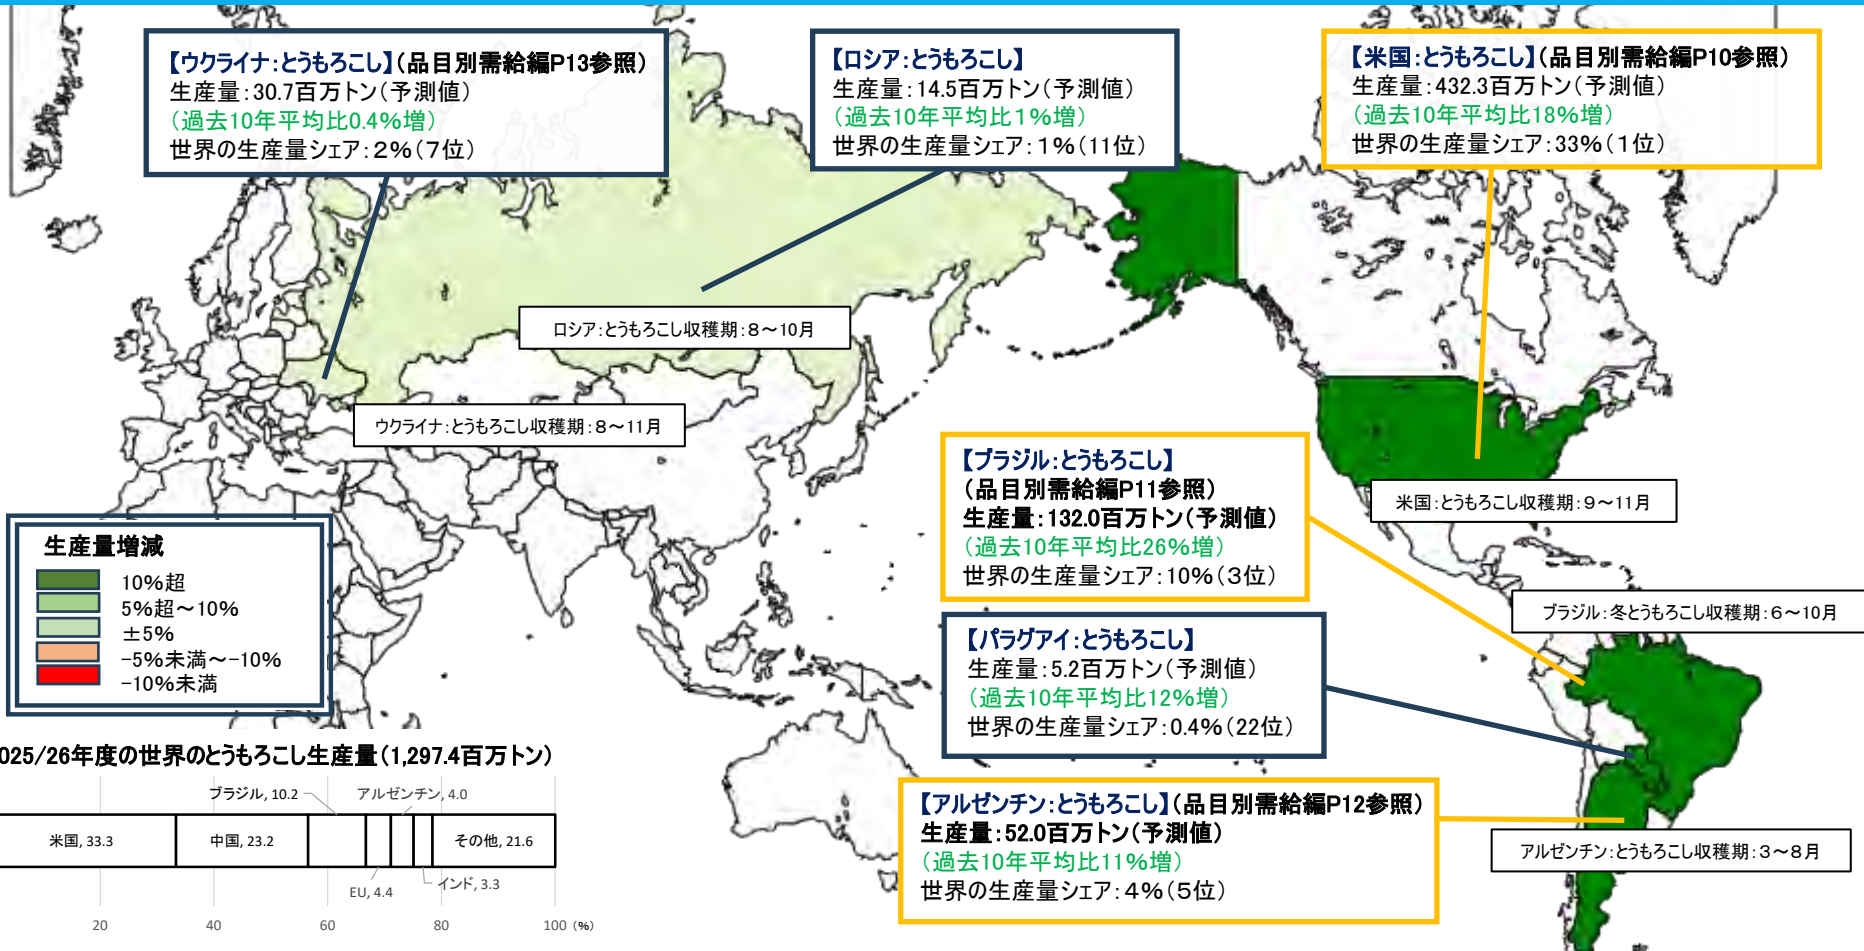 【ウクライナ:とうもろこし】(品目別需給編P13参照)
生産量:30.7百万トン(予測値)
(過去10年平均比0.4%増)
世界の生産量シェア:2%(7位)
【ロシア:とうもろこし】
生産量:14.5百万トン(予測値)
(過去10年平均比1%増)
世界の生産量シェア:1%(11位)
【米国:とうもろこし】(品目別需給編P10参照)
生産量:432.3百万トン(予測値)
(過去10年平均比18%増)
世界の生産量シェア:33%(1位)
ロシア:とうもろこし収穫期:8~10月
ウクライナ:とうもろこし収穫期:8~11月
【ブラジル:とうもろこし】
(品目別需給編P11参照)
生産量:132.0百万トン(予測値)
(過去10年平均比26%増)
世界の生産量シェア:10%(3位)
米国:とうもろこし収穫期:9~11月
生産量増減
10%超
5%超~10%
±5%
-5%未満~-10%
-10%未満
ブラジル:冬とうもろこし収穫期:6~10月
【パラグアイ:とうもろこし】
生産量:5.2百万トン(予測値)
(過去10年平均比12%増)
世界の生産量シェア:0.4%(22位)
025/26年度の世界のとうもろこし生産量(1,297.4百万トン)
ブラジル, 10.2
アルゼンチン, 4.0
米国, 33.3
中国, 23.2
その他, 21.6
EU, 4.4
インド, 3.3
20 40 60 80 100 (%)
【アルゼンチン:とうもろこし】(品目別需給編P12参照)
生産量:52.0百万トン(予測値)
(過去10年平均比11%増)
世界の生産量シェア:4%(5位)
アルゼンチン:とうもろこし収穫期:3~8月